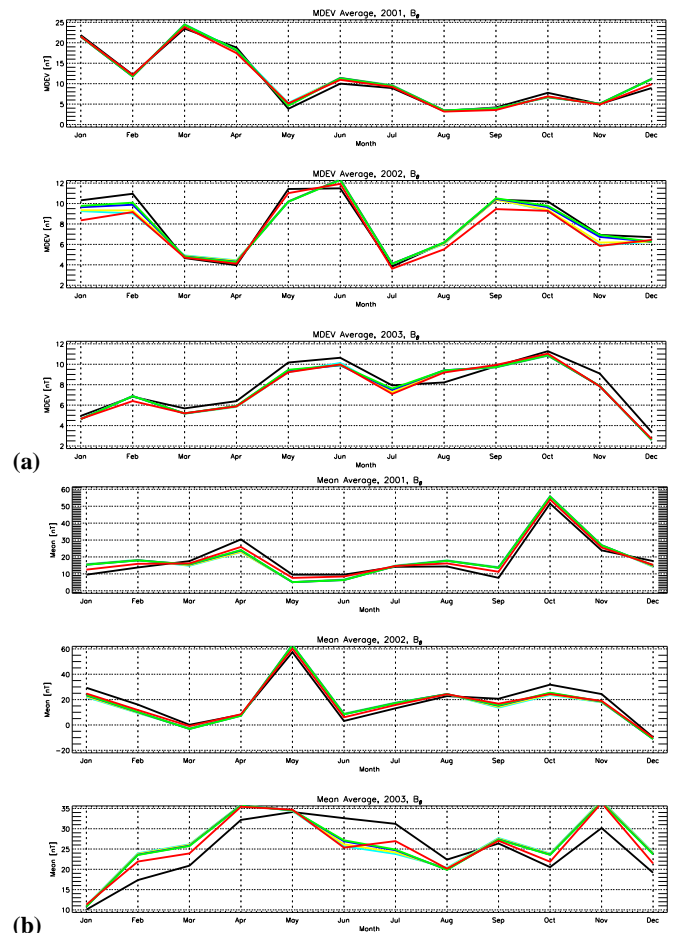 MDEV Average, 2001, Bø
MDEV [nT]
25
20
15
10
5
0
Jan Feb Mar Apr May Jun Jul Aug Sep Oct Nov Dec
Month
MDEV Average, 2002, Bø
MDEV [nT]
12
10
8
6
4
2
Jan Feb Mar Apr May Jun Jul Aug Sep Oct Nov Dec
Month
MDEV Average, 2003, Bø
MDEV [nT]
12
10
8
6
4
2
Jan Feb Mar Apr May Jun Jul Aug Sep Oct Nov Dec
Month
(a)
Mean Average, 2001, Bø
Mean [nT]
60
50
40
30
20
10
0
Jan Feb Mar Apr May Jun Jul Aug Sep Oct Nov Dec
Month
Mean Average, 2002, Bø
Mean [nT]
60
40
20
0
-20
Jan Feb Mar Apr May Jun Jul Aug Sep Oct Nov Dec
Month
Mean Average, 2003, Bø
Mean [nT]
35
30
25
20
15
10
Jan Feb Mar Apr May Jun Jul Aug Sep Oct Nov Dec
Month
(b)